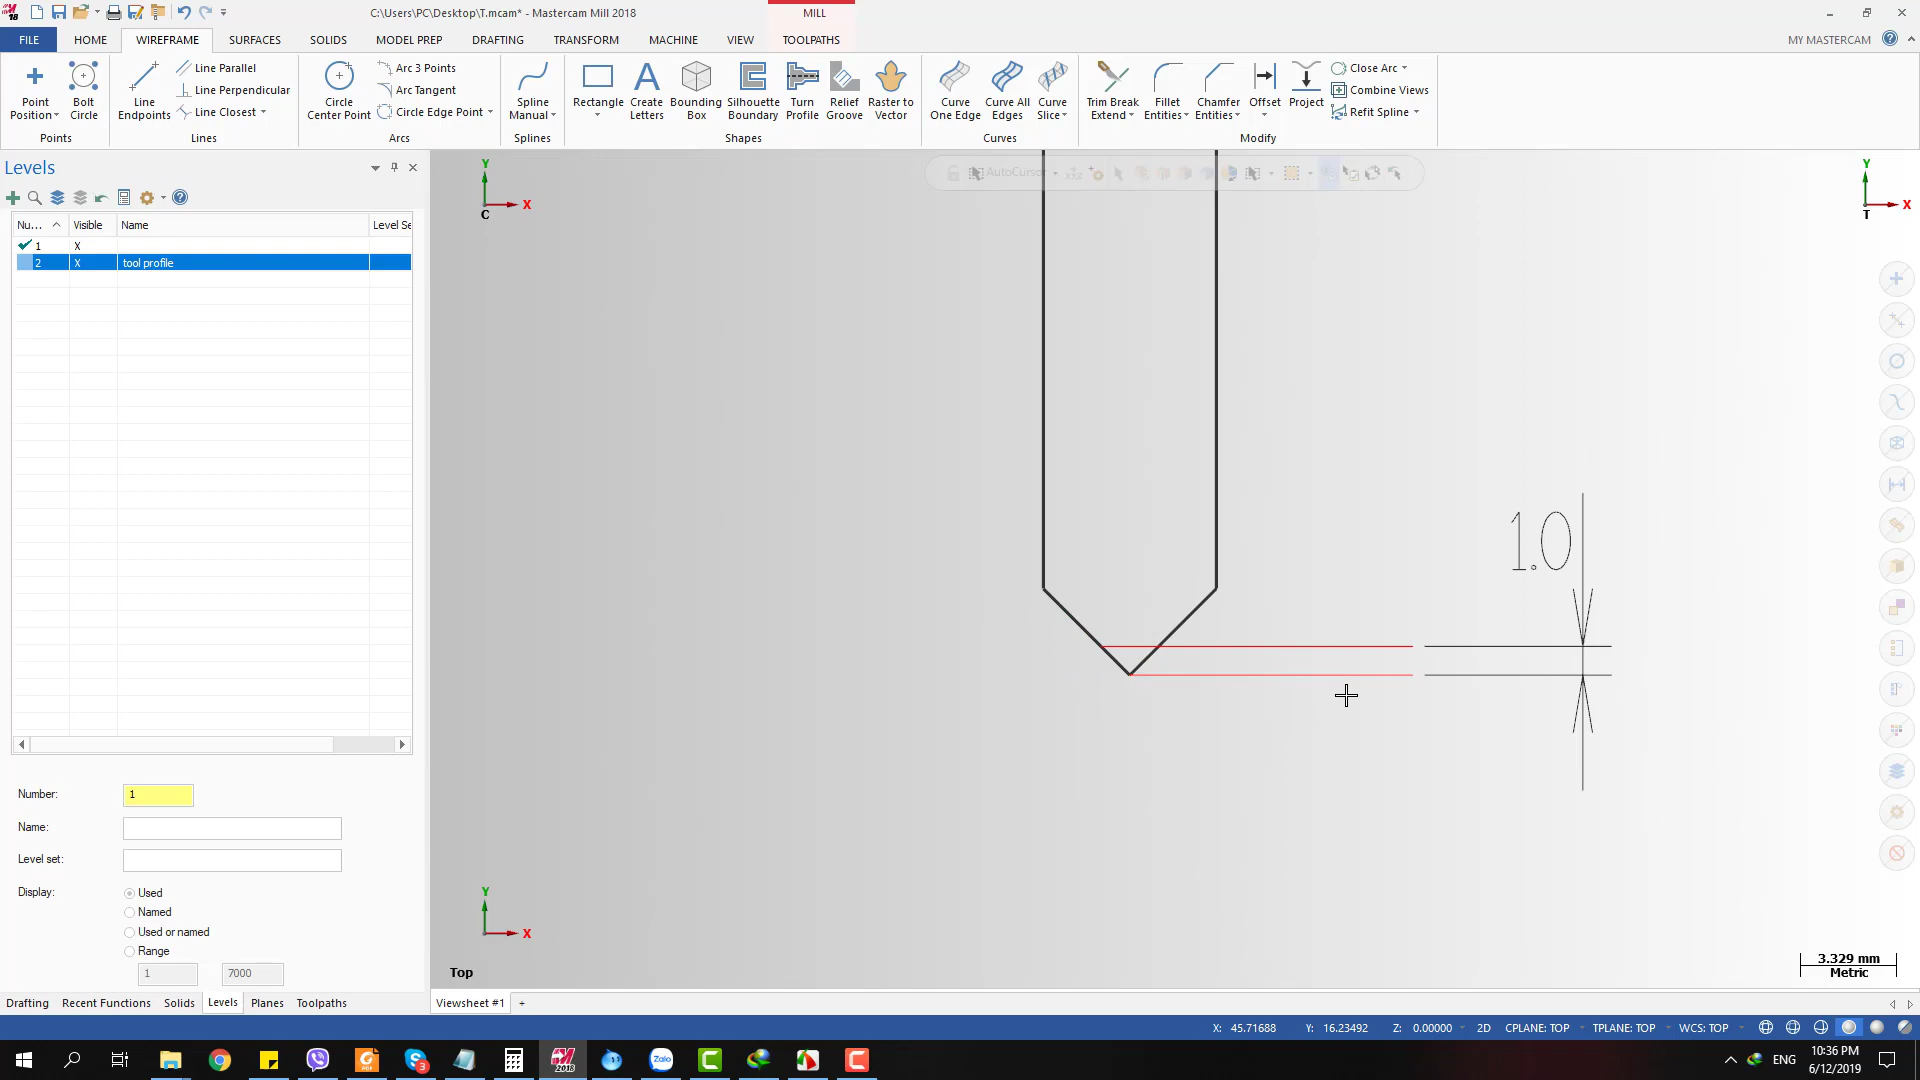 C:\Users\PC\Desktop\T.mcam* - Mastercam Mill 2018
MILL
FILE
HOME
WIREFRAME
SURFACES
SOLIDS
MODEL PREP
DRAFTING
TRANSFORM
MACHINE
VIEW
TOOLPATHS
MY MASTERCAM
Point Position
Bolt Circle
Points
Line Endpoints
Line Parallel
Line Perpendicular
Line Closest
Lines
Circle Center Point
Arc 3 Points
Arc Tangent
Circle Edge Point
Arcs
Spline Manual
Splines
Rectangle
Create Letters
Bounding Box
Silhouette Boundary
Turn Profile
Relief Groove
Raster to Vector
Shapes
Curve One Edge
Curve All Edges
Curve Slice
Curves
Trim Break Extend
Fillet Entities
Chamfer Entities
Offset
Project
Close Arc
Combine Views
Refit Spline
Modify
Levels
Nu...
Visible
Name
Level Se
1 X
2 X tool profile
Number: 1
Name:
Level set:
Display:
Used
Named
Used or named
Range
1
7000
Drafting
Recent Functions
Solids
Levels
Planes
Toolpaths
AutoCursor
Y
X
C
Y
X
T
1.0
Y
X
Top
3.329 mm
Metric
Viewsheet #1
+
X: 45.71688
Y: 16.23492
Z: 0.00000
2D
CPLANE: TOP
TPLANE: TOP
WCS: TOP
ENG
10:36 PM
6/12/2019